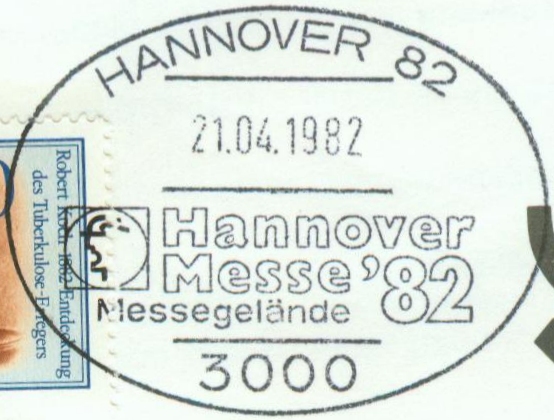 HANNOVER 82
21.04.1982
Hannover
Messe '82
Messegelände
3000
Robert Koch 1882 Entdeckung
des Tuberkulose-Erregers